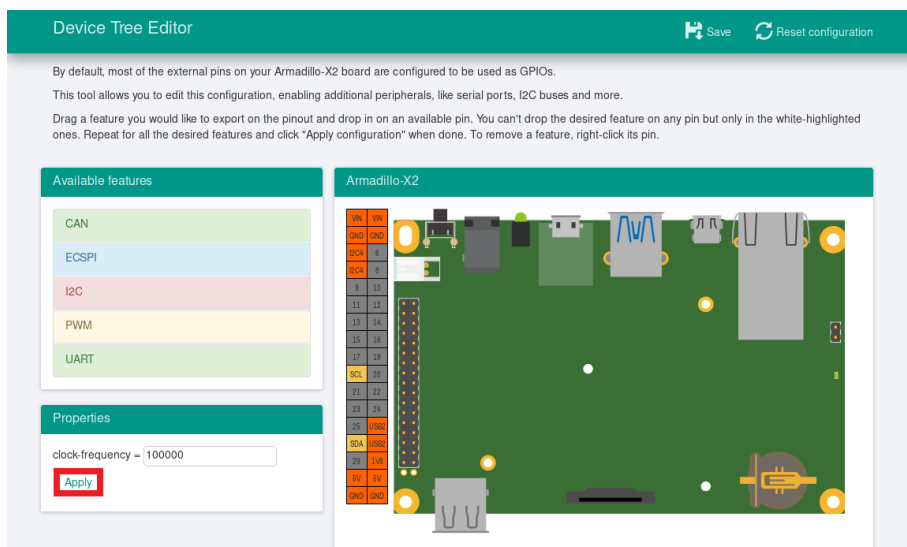 Device Tree Editor
Save
Reset configuration
By default, most of the external pins on your Armadillo-X2 board are configured to be used as GPIOs.
This tool allows you to edit this configuration, enabling additional peripherals, like serial ports, I2C buses and more.
Drag a feature you would like to export on the pinout and drop in on an available pin. You can't drop the desired feature on any pin but only in the white-highlighted
ones. Repeat for all the desired features and click "Apply configuration" when done. To remove a feature, right-click its pin.
Available features
CAN
ECSPI
I2C
PWM
UART
Properties
clock-frequency = 100000
Apply
Armadillo-X2
VIN VIN
GND GND
I2C4 6
I2C4 8
9 10
11 12
13 14
15 16
17 18
SCL 20
21 22
23 24
25 USB2
SDA USB2
29 1V8
5V 5V
GND GND